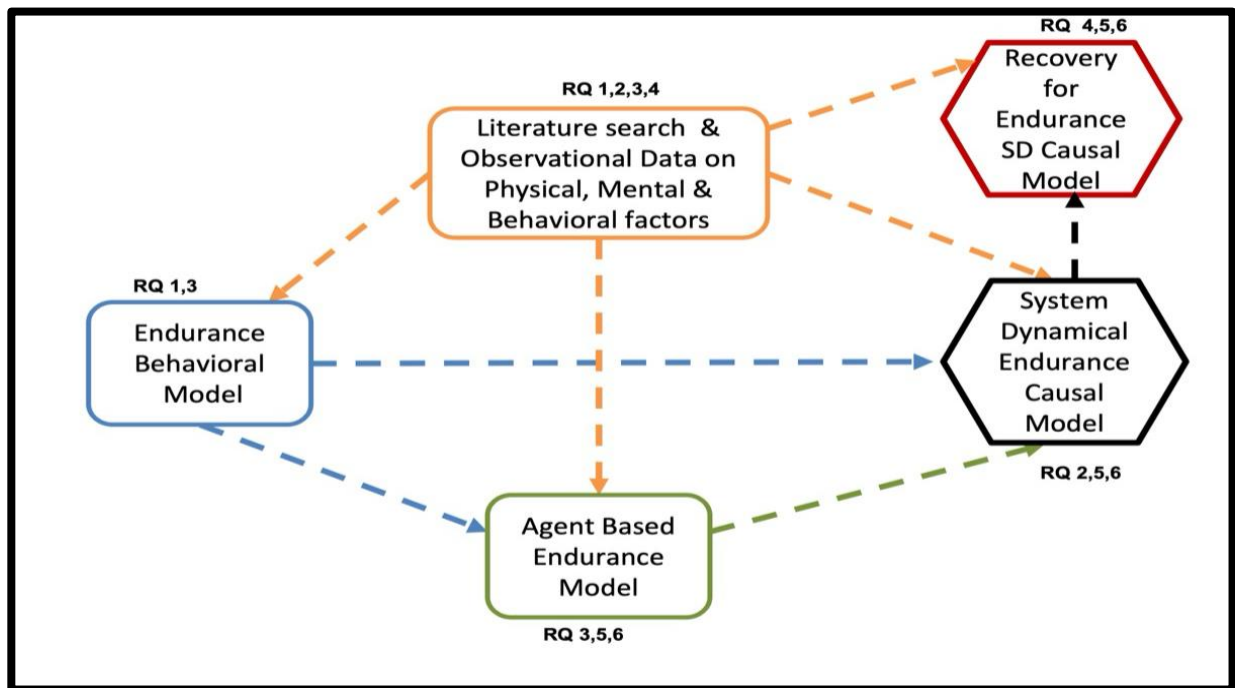 RQ 4,5,6
Recovery
for
Endurance
SD Causal
Model
RQ 1,2,3,4
Literature search &
Observational Data on
Physical, Mental &
Behavioral factors
RQ 1,3
Endurance
Behavioral
Model
System
Dynamical
Endurance
Causal
Model
RQ 2,5,6
Agent Based
Endurance
Model
RQ 3,5,6